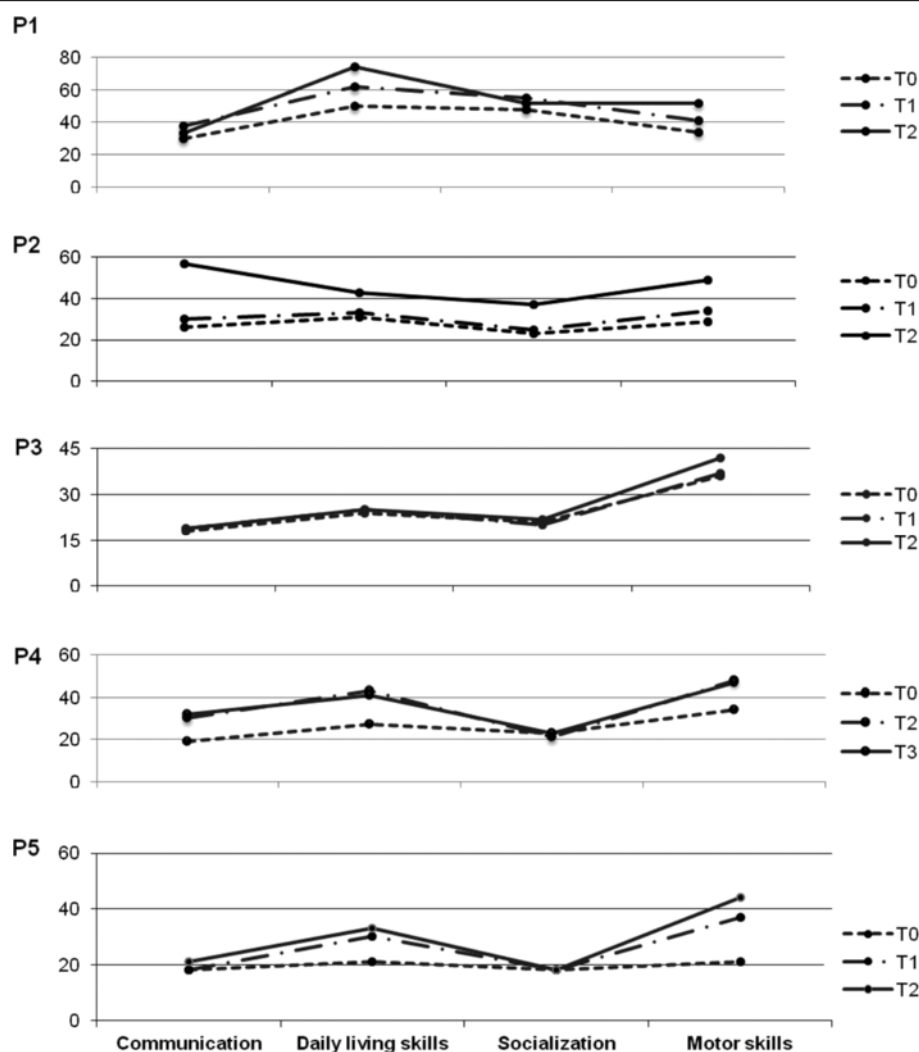 P1
80
60
40
20
0
T0
T1
T2
P2
60
40
20
0
T0
T1
T2
P3
45
30
15
0
T0
T1
T2
P4
60
40
20
0
T0
T2
T3
P5
60
40
20
0
T0
T1
T2
Communication Daily living skills Socialization Motor skills